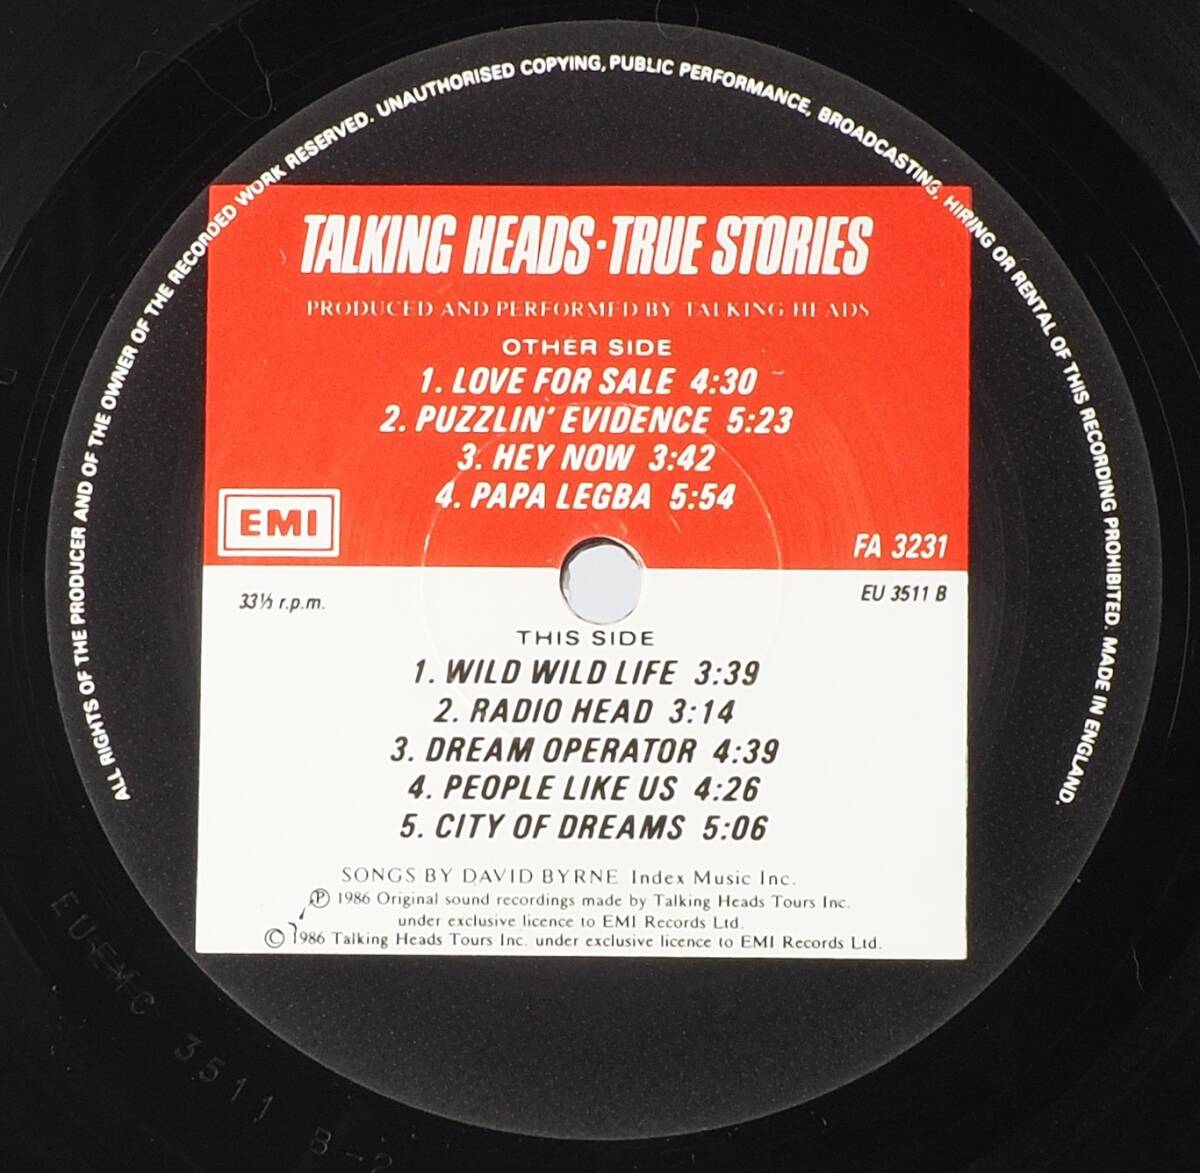 ALL RIGHTS OF THE PRODUCER AND OF THE OWNER OF THE RECORDED WORK RESERVED. UNAUTHORISED COPYING, PUBLIC PERFORMANCE, BROADCASTING, HIRING OR RENTAL OF THIS RECORDING PROHIBITED. MADE IN ENGLAND.
TALKING HEADS·TRUE STORIES
PRODUCED AND PERFORMED BY TALKING HEADS
OTHER SIDE
1. LOVE FOR SALE 4:30
2. PUZZLIN' EVIDENCE 5:23
3. HEY NOW 3:42
4. PAPA LEGBA 5:54
EMI
FA 3231
33⅓ r.p.m.
EU 3511 B
THIS SIDE
1. WILD WILD LIFE 3:39
2. RADIO HEAD 3:14
3. DREAM OPERATOR 4:39
4. PEOPLE LIKE US 4:26
5. CITY OF DREAMS 5:06
SONGS BY DAVID BYRNE Index Music Inc.
Ⓟ 1986 Original sound recordings made by Talking Heads Tours Inc.
under exclusive licence to EMI Records Ltd.
© 1986 Talking Heads Tours Inc. under exclusive licence to EMI Records Ltd.
EU-EMC 3511 B-2